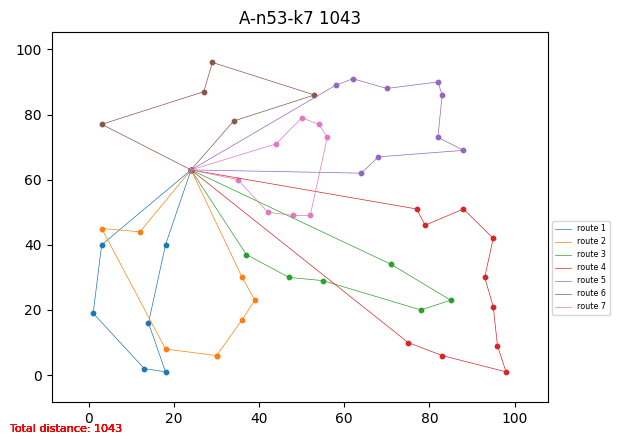 A-n53-k7 1043
100
80
60
40
20
0
0 20 40 60 80 100
route 1
route 2
route 3
route 4
route 5
route 6
route 7
Total distance: 1043